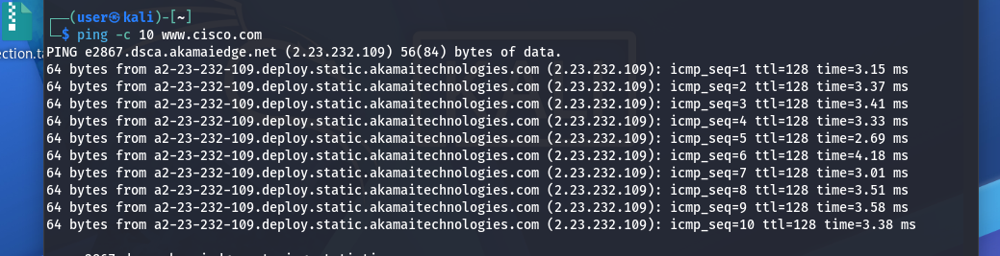 (user㉿kali)-[~]
$ ping -c 10 www.cisco.com
ection.ta
PING e2867.dsca.akamaiedge.net (2.23.232.109) 56(84) bytes of data.
64 bytes from a2-23-232-109.deploy.static.akamaitechnologies.com (2.23.232.109): icmp_seq=1 ttl=128 time=3.15 ms
64 bytes from a2-23-232-109.deploy.static.akamaitechnologies.com (2.23.232.109): icmp_seq=2 ttl=128 time=3.37 ms
64 bytes from a2-23-232-109.deploy.static.akamaitechnologies.com (2.23.232.109): icmp_seq=3 ttl=128 time=3.41 ms
64 bytes from a2-23-232-109.deploy.static.akamaitechnologies.com (2.23.232.109): icmp_seq=4 ttl=128 time=3.33 ms
64 bytes from a2-23-232-109.deploy.static.akamaitechnologies.com (2.23.232.109): icmp_seq=5 ttl=128 time=2.69 ms
64 bytes from a2-23-232-109.deploy.static.akamaitechnologies.com (2.23.232.109): icmp_seq=6 ttl=128 time=4.18 ms
64 bytes from a2-23-232-109.deploy.static.akamaitechnologies.com (2.23.232.109): icmp_seq=7 ttl=128 time=3.01 ms
64 bytes from a2-23-232-109.deploy.static.akamaitechnologies.com (2.23.232.109): icmp_seq=8 ttl=128 time=3.51 ms
64 bytes from a2-23-232-109.deploy.static.akamaitechnologies.com (2.23.232.109): icmp_seq=9 ttl=128 time=3.58 ms
64 bytes from a2-23-232-109.deploy.static.akamaitechnologies.com (2.23.232.109): icmp_seq=10 ttl=128 time=3.38 ms